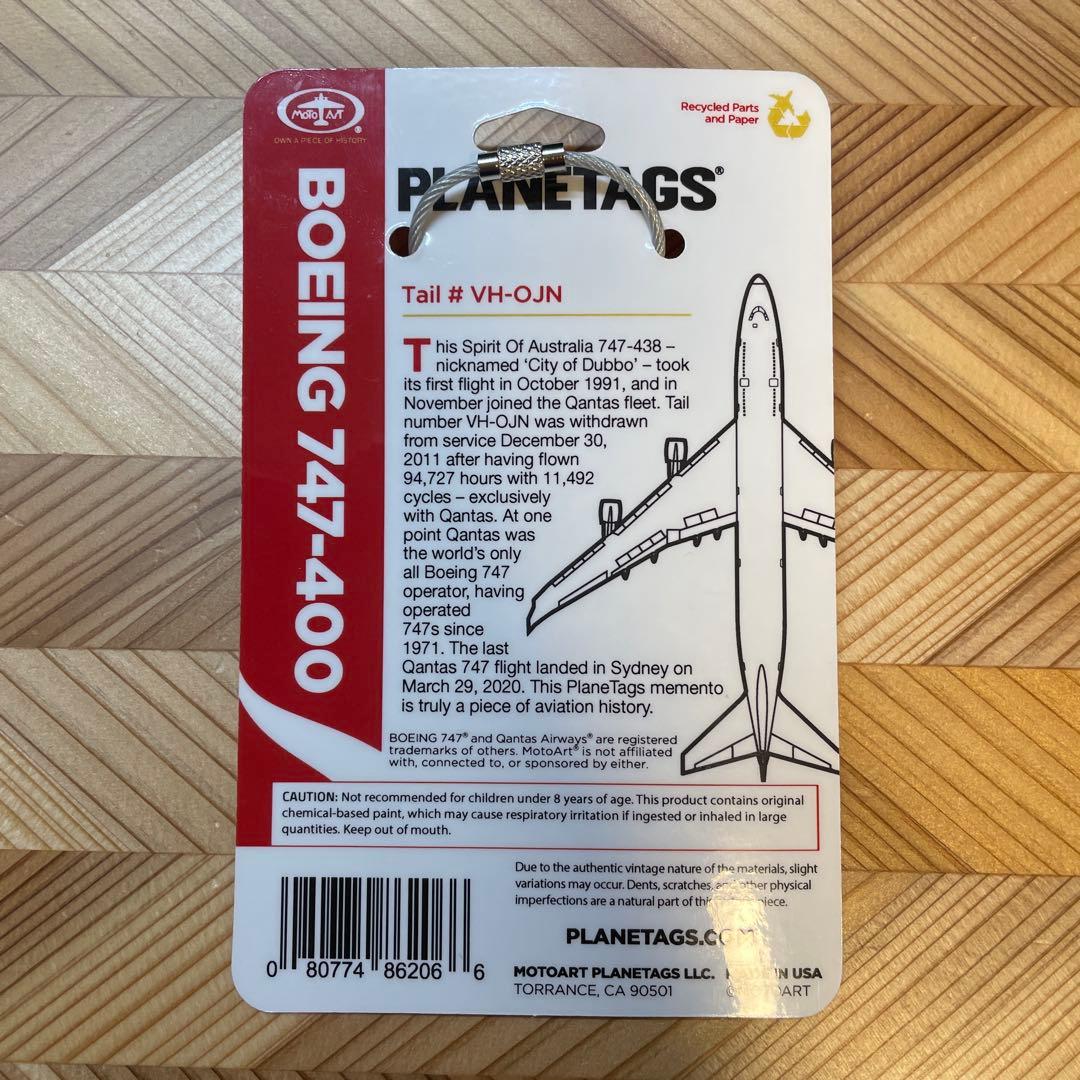 MotoArt®
OWN A PIECE OF HISTORY
BOEING 747-400
Recycled Parts
and Paper
PLANETAGS®
Tail # VH-OJN
This Spirit Of Australia 747-438 –
nicknamed ‘City of Dubbo’ – took
its first flight in October 1991, and in
November joined the Qantas fleet. Tail
number VH-OJN was withdrawn
from service December 30,
2011 after having flown
94,727 hours with 11,492
cycles – exclusively
with Qantas. At one
point Qantas was
the world’s only
all Boeing 747
operator, having
operated
747s since
1971. The last
Qantas 747 flight landed in Sydney on
March 29, 2020. This PlaneTags memento
is truly a piece of aviation history.
BOEING 747® and Qantas Airways® are registered
trademarks of others. MotoArt® is not affiliated
with, connected to, or sponsored by either.
CAUTION: Not recommended for children under 8 years of age. This product contains original
chemical-based paint, which may cause respiratory irritation if ingested or inhaled in large
quantities. Keep out of mouth.
Due to the authentic vintage nature of the materials, slight
variations may occur. Dents, scratches, and other physical
imperfections are a natural part of this piece.
PLANETAGS.COM
0 80774 86206 6
MOTOART PLANETAGS LLC. MADE IN USA
TORRANCE, CA 90501 ©MOTOART